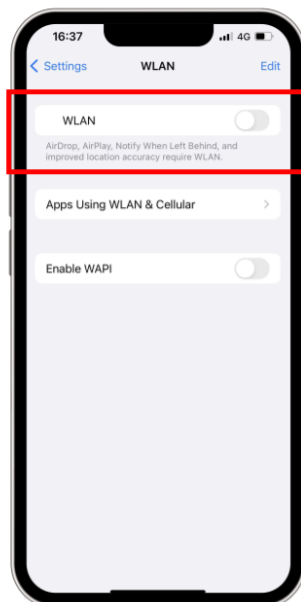 16:37 4G
Settings WLAN Edit
WLAN
AirDrop, AirPlay, Notify When Left Behind, and
improved location accuracy require WLAN.
Apps Using WLAN & Cellular
Enable WAPI